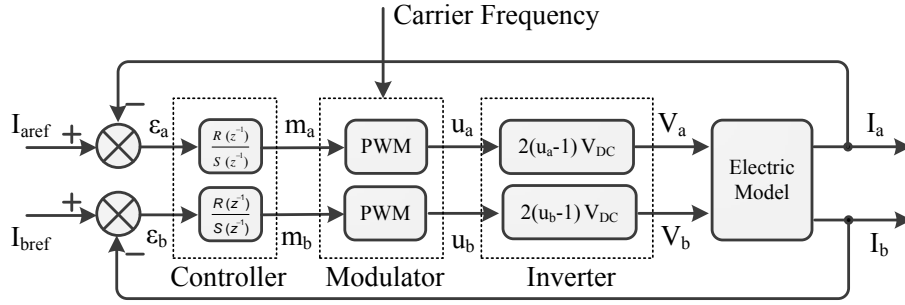 Carrier Frequency
I_aref + − ε_a R(z⁻¹)/S(z⁻¹) m_a PWM u_a 2(u_a-1) V_DC V_a Electric Model I_a
I_bref + − ε_b R(z⁻¹)/S(z⁻¹) m_b PWM u_b 2(u_b-1) V_DC V_b I_b
Controller Modulator Inverter